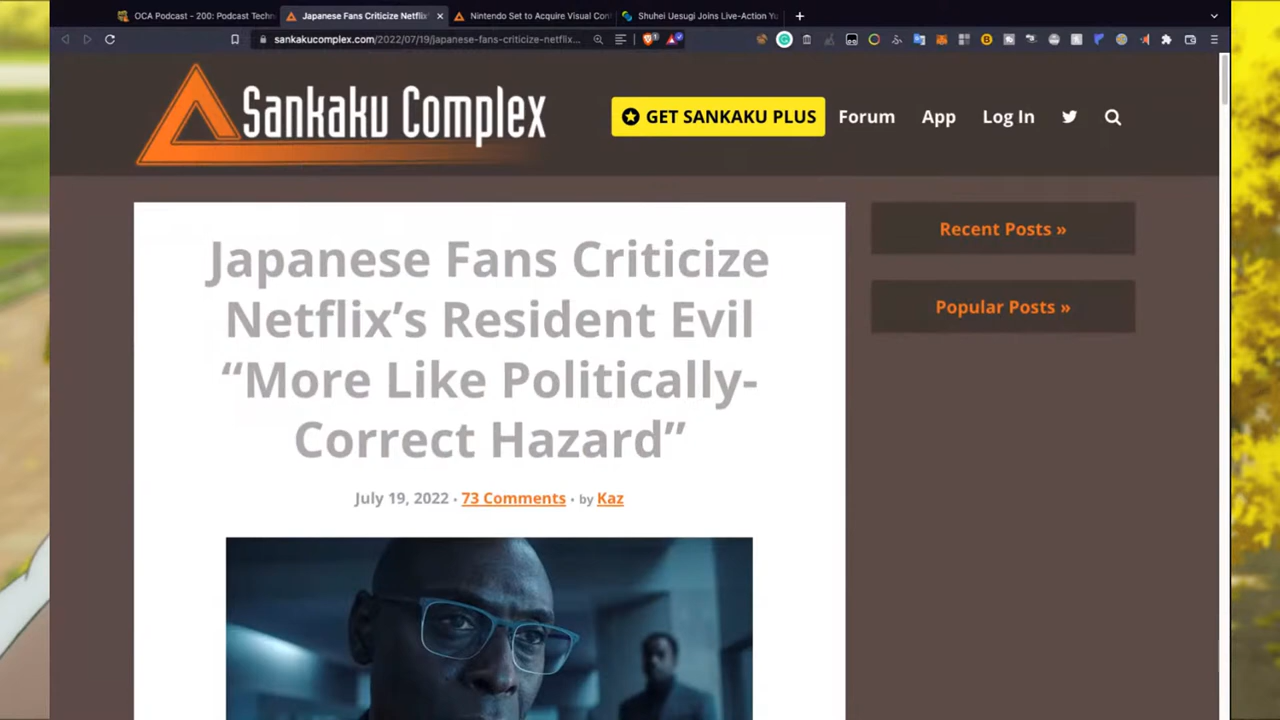 OCA Podcast - 200: Podcast Techn
Japanese Fans Criticize Netflix'
Nintendo Set to Acquire Visual Con
Shuhei Uesugi Joins Live-Action Yu
sankakucomplex.com/2022/07/19/japanese-fans-criticize-netflix...
Sankaku Complex
GET SANKAKU PLUS
Forum
App
Log In
Japanese Fans Criticize
Netflix’s Resident Evil
“More Like Politically-
Correct Hazard”
July 19, 2022 · 73 Comments · by Kaz
Recent Posts »
Popular Posts »